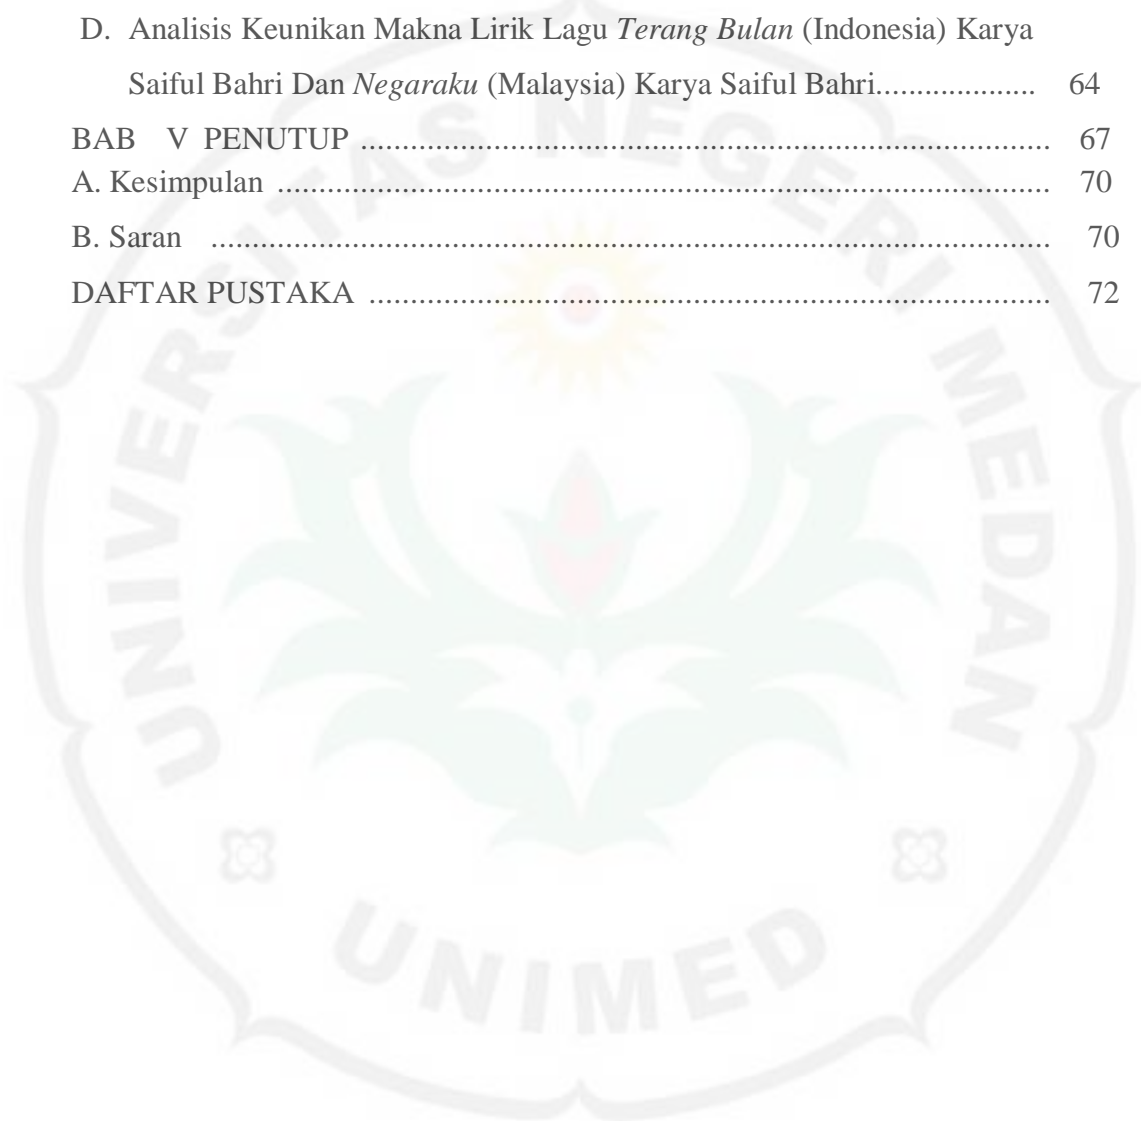 D. Analisis Keunikan Makna Lirik Lagu Terang Bulan (Indonesia) Karya
Saiful Bahri Dan Negaraku (Malaysia) Karya Saiful Bahri.................... 64
BAB V PENUTUP .................................................................................... 67
A. Kesimpulan .............................................................................................. 70
B. Saran ...................................................................................................... 70
DAFTAR PUSTAKA ................................................................................... 72
UNIVERSITAS NEGERI MEDAN
UNIMED